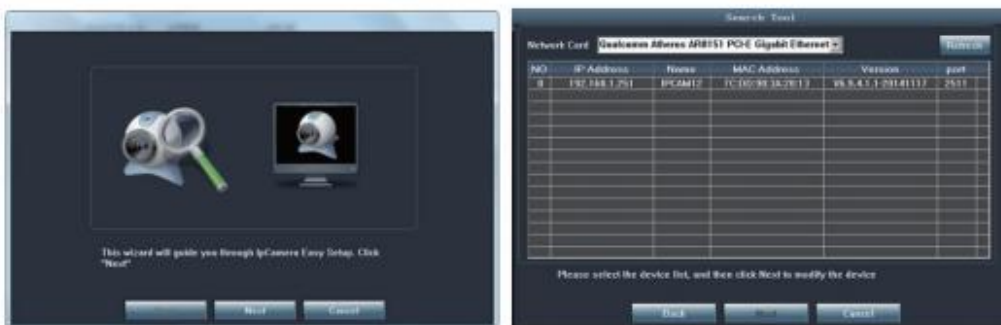 This wizard will guide you through IpCamera Easy Setup. Click
"Next"
Next Cancel
Search Tool
Network Card Qualcomm Atheros AR8151 PCI-E Gigabit Ethernet Refresh
NO IP Address Name MAC Address Version port
0 192.168.1.251 IPCAM12 V6.9.4.1.1-20141117 2511
Please select the device list, and then click Next to modify the device
Back Next Cancel